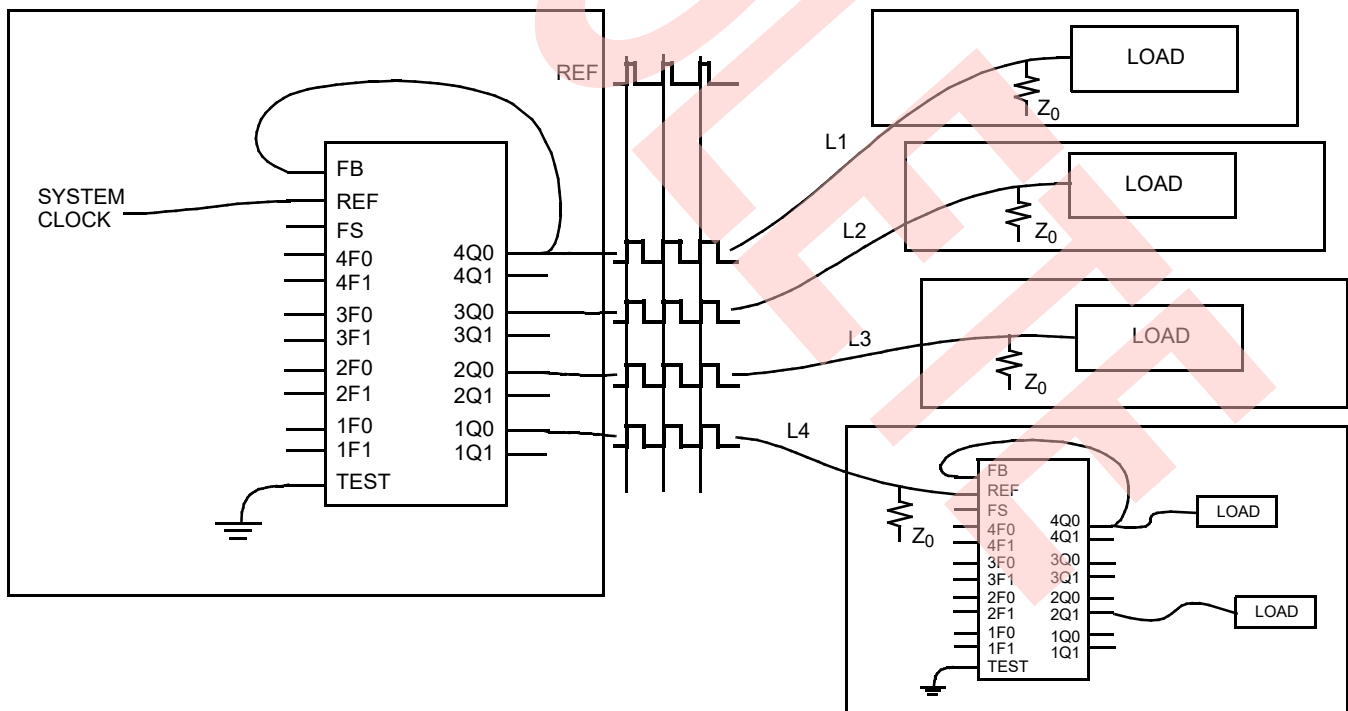 REF
SYSTEM
CLOCK
FB
REF
FS
4F0
4F1
3F0
3F1
2F0
2F1
1F0
1F1
TEST
4Q0
4Q1
3Q0
3Q1
2Q0
2Q1
1Q0
1Q1
L1
L2
L3
L4
LOAD
Z0
LOAD
Z0
LOAD
Z0
Z0
FB
REF
FS
4F0
4F1
3F0
3F1
2F0
2F1
1F0
1F1
TEST
4Q0
4Q1
3Q0
3Q1
2Q0
2Q1
1Q0
1Q1
LOAD
LOAD